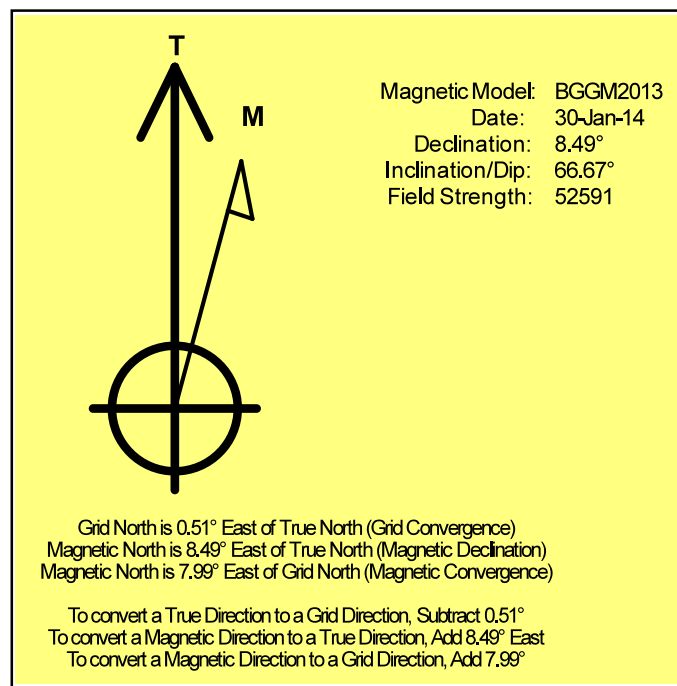 T
M
Magnetic Model: BGGM2013
Date: 30-Jan-14
Declination: 8.49°
Inclination/Dip: 66.67°
Field Strength: 52591
Grid North is 0.51° East of True North (Grid Convergence)
Magnetic North is 8.49° East of True North (Magnetic Declination)
Magnetic North is 7.99° East of Grid North (Magnetic Convergence)
To convert a True Direction to a Grid Direction, Subtract 0.51°
To convert a Magnetic Direction to a True Direction, Add 8.49° East
To convert a Magnetic Direction to a Grid Direction, Add 7.99°